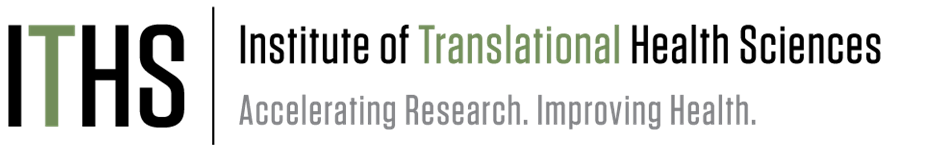 ITHS
Institute of Translational Health Sciences
Accelerating Research. Improving Health.